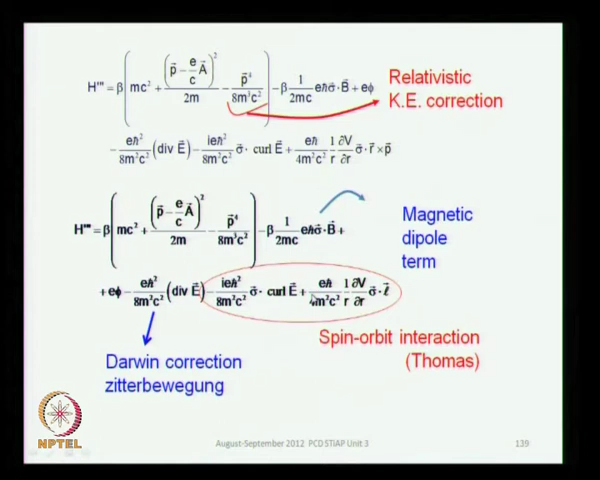 H''' = β( mc² + (p⃗ − e/c A⃗)² / 2m − p⃗⁴ / 8m³c² ) − β 1/2mc eħσ⃗·B⃗ + eϕ
Relativistic
K.E. correction
− eħ²/8m²c² (div E⃗) − ieħ²/8m²c² σ⃗· curl E⃗ + eħ/4m²c² 1/r ∂V/∂r σ⃗·r⃗×p⃗
H''' = β( mc² + (p⃗ − e/c A⃗)² / 2m − p⃗⁴ / 8m³c² ) − β 1/2mc eħσ⃗·B⃗ +
Magnetic
dipole
term
+ eϕ − eħ²/8m²c² (div E⃗) − ieħ²/8m²c² σ⃗· curl E⃗ + eħ/4m²c² 1/r ∂V/∂r σ⃗·ℓ⃗
Spin-orbit interaction
(Thomas)
Darwin correction
zitterbewegung
NPTEL
August-September 2012 PCD STIAP Unit 3
139